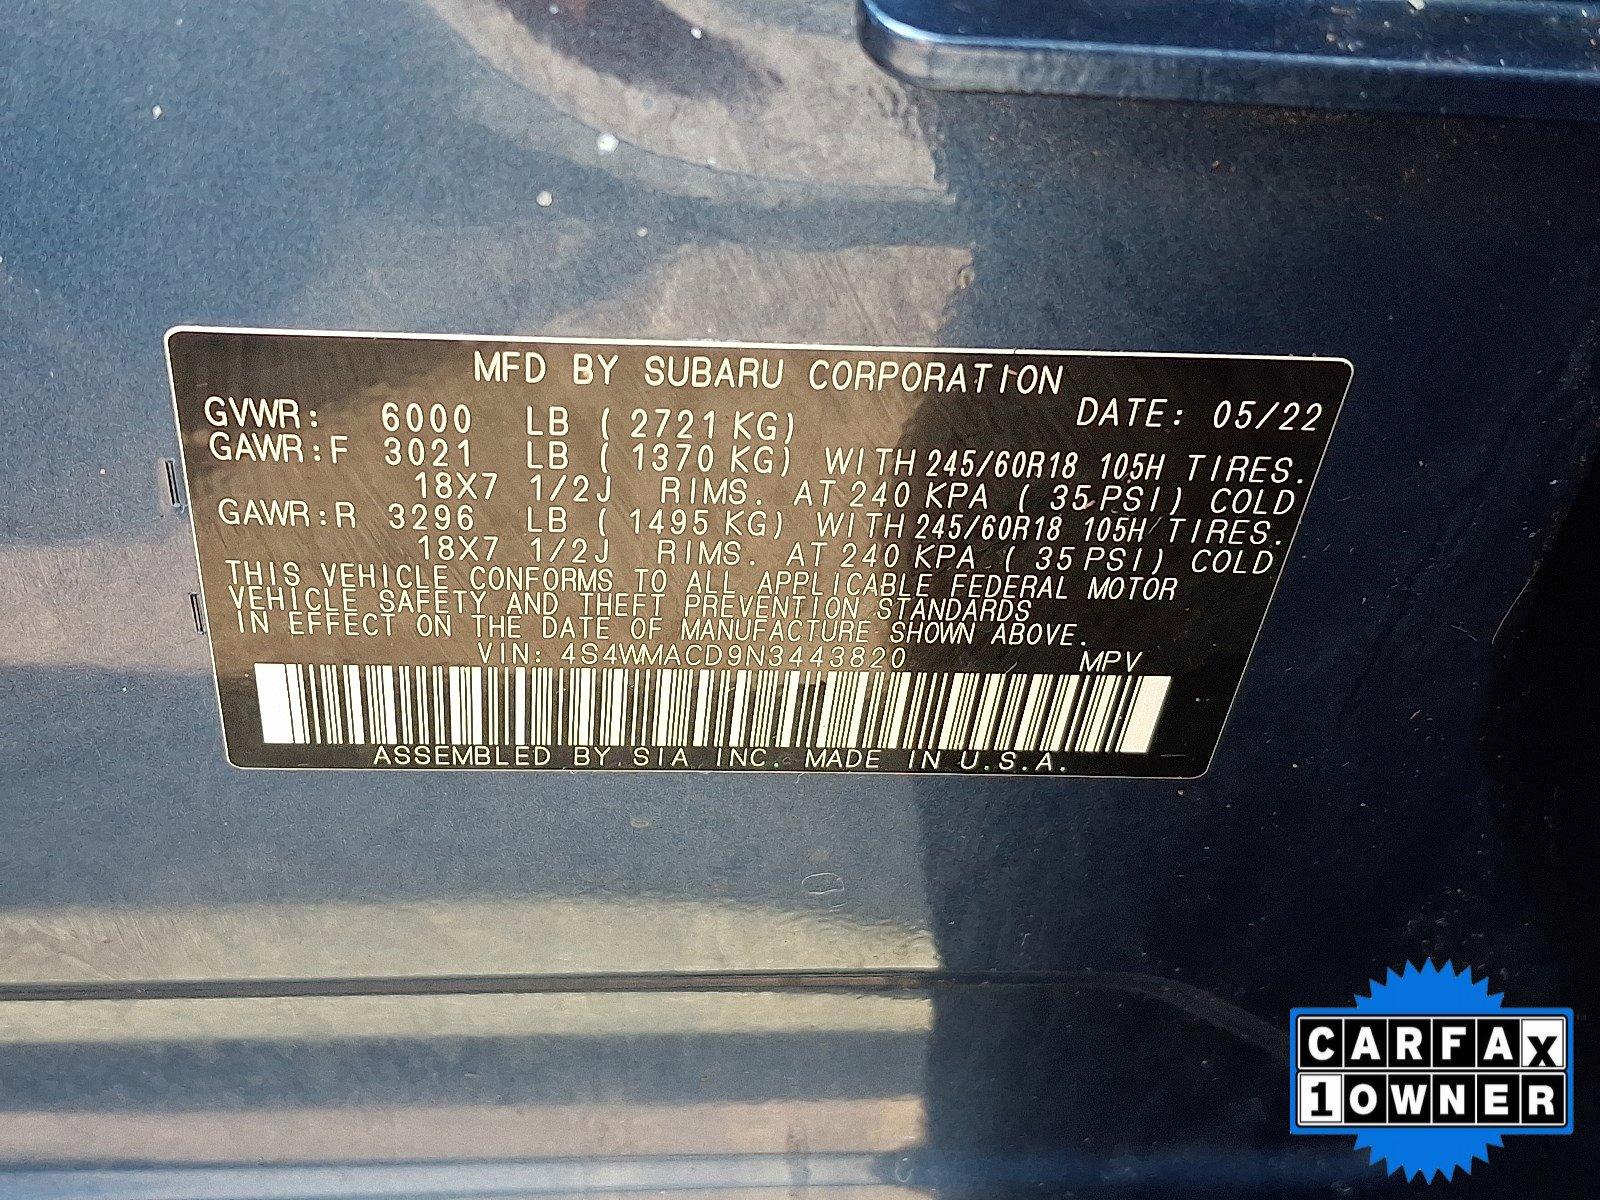 MFD BY SUBARU CORPORATION
GVWR: 6000 LB ( 2721 KG) DATE: 05/22
GAWR:F 3021 LB ( 1370 KG) WITH 245/60R18 105H TIRES.
18X7 1/2J RIMS. AT 240 KPA ( 35 PSI) COLD
GAWR:R 3296 LB ( 1495 KG) WITH 245/60R18 105H TIRES.
18X7 1/2J RIMS. AT 240 KPA ( 35 PSI) COLD
THIS VEHICLE CONFORMS TO ALL APPLICABLE FEDERAL MOTOR
VEHICLE SAFETY AND THEFT PREVENTION STANDARDS
IN EFFECT ON THE DATE OF MANUFACTURE SHOWN ABOVE.
VIN: 4S4WMACD9N3443820 MPV
ASSEMBLED BY SIA INC. MADE IN U.S.A.
CARFAX
1 OWNER